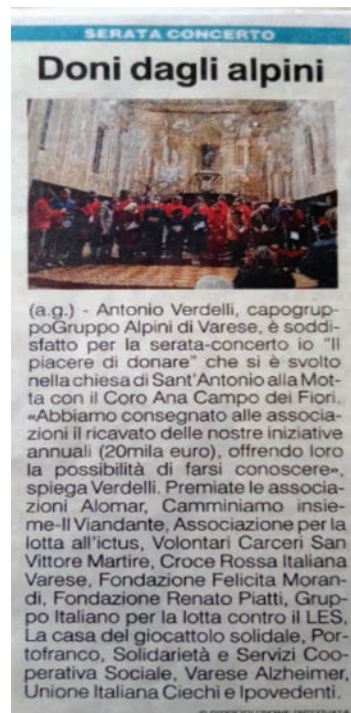 SERATA CONCERTO
Doni dagli alpini
(a.g.) - Antonio Verdelli, capogrup-
poGruppo Alpini di Varese, è soddi-
sfatto per la serata-concerto io "Il
piacere di donare" che si è svolto
nella chiesa di Sant'Antonio alla Mot-
ta con il Coro Ana Campo dei Fiori.
«Abbiamo consegnato alle associa-
zioni il ricavato delle nostre iniziative
annuali (20mila euro), offrendo loro
la possibilità di farsi conoscere»,
spiega Verdelli. Premiate le associa-
zioni Alomar, Camminiamo insie-
me-Il Viandante, Associazione per la
lotta all'ictus, Volontari Carceri San
Vittore Martire, Croce Rossa Italiana
Varese, Fondazione Felicita Moran-
di, Fondazione Renato Piatti, Grup-
po Italiano per la lotta contro il LES,
La casa del giocattolo solidale, Por-
tofranco, Solidarietà e Servizi Coo-
perativa Sociale, Varese Alzheimer,
Unione Italiana Ciechi e Ipovedenti.